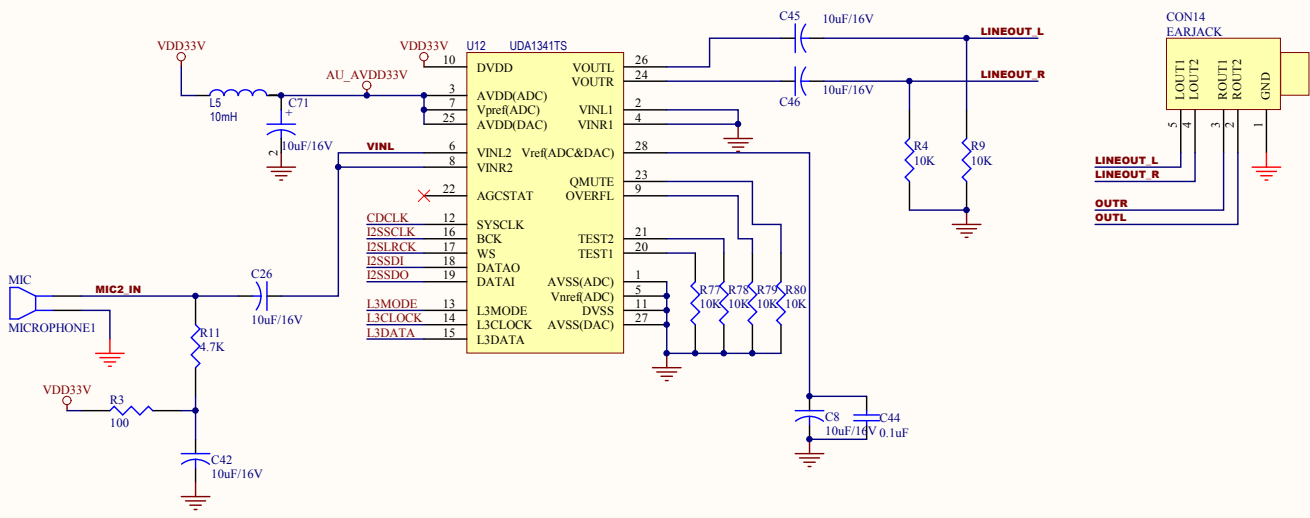 C45
10uF/16V
CON14
EARJACK
LINEOUT_L
VDD33V
VDD33V
U12
UDA1341TS
10
DVDD
VOUTL
26
VOUTR
24
LINEOUT_R
C46
10uF/16V
AU_AVDD33V
L5
10mH
C71
+
10uF/16V
2
3
AVDD(ADC)
7
Vpref(ADC)
25
AVDD(DAC)
VINL1
2
VINR1
4
LOUT1
LOUT2
ROUT1
ROUT2
GND
5
4
3
2
1
VINL
6
VINL2
8
VINR2
Vref(ADC&DAC)
28
R4
10K
R9
10K
LINEOUT_L
LINEOUT_R
OUTR
OUTL
22
AGCSTAT
QMUTE
23
OVERFL
9
CDCLK
12
SYSCLK
I2SSCLK
16
BCK
I2SLRCK
17
WS
I2SSDI
18
DATAO
I2SSDO
19
DATAI
TEST2
21
TEST1
20
AVSS(ADC)
1
Vnref(ADC)
5
DVSS
11
AVSS(DAC)
27
R77
10K
R78
10K
R79
10K
R80
10K
L3MODE
13
L3MODE
L3CLOCK
14
L3CLOCK
L3DATA
15
L3DATA
MIC
MIC2_IN
MICROPHONE1
C26
10uF/16V
R11
4.7K
VDD33V
R3
100
C42
10uF/16V
C8
10uF/16V
C44
0.1uF